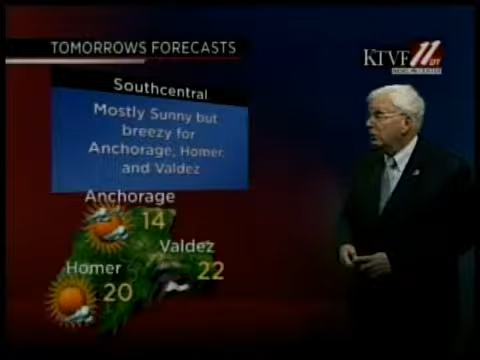 TOMORROWS FORECASTS
KTVF 11 DT
Southcentral
Mostly Sunny but
breezy for
Anchorage, Homer,
and Valdez
Anchorage
14
Valdez
22
Homer
20